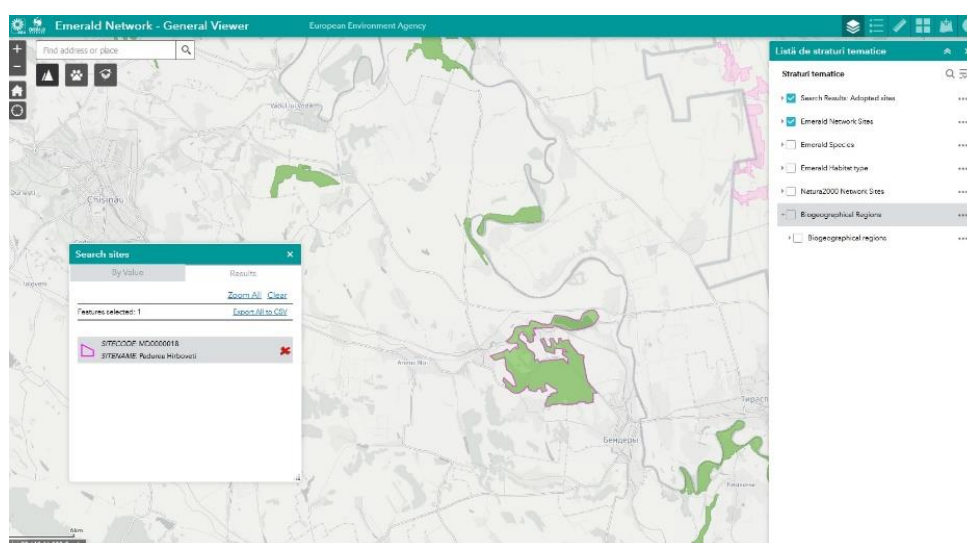 Emerald Network - General Viewer
European Environment Agency
Find address or place
Chisinau
Anenii Noi
Бендеры
Listă de straturi tematice
Straturi tematice
Search Results: Adopted sites
Emerald Network Sites
Emerald Species
Emerald Habitat type
Natura2000 Network Sites
Biogeographical Regions
Biogeographical regions
Search sites
By Value
Results
Zoom All Clear
Features selected: 1
Export All to CSV
SITECODE: MD0000018
SITENAME: Padurea Hirboveti